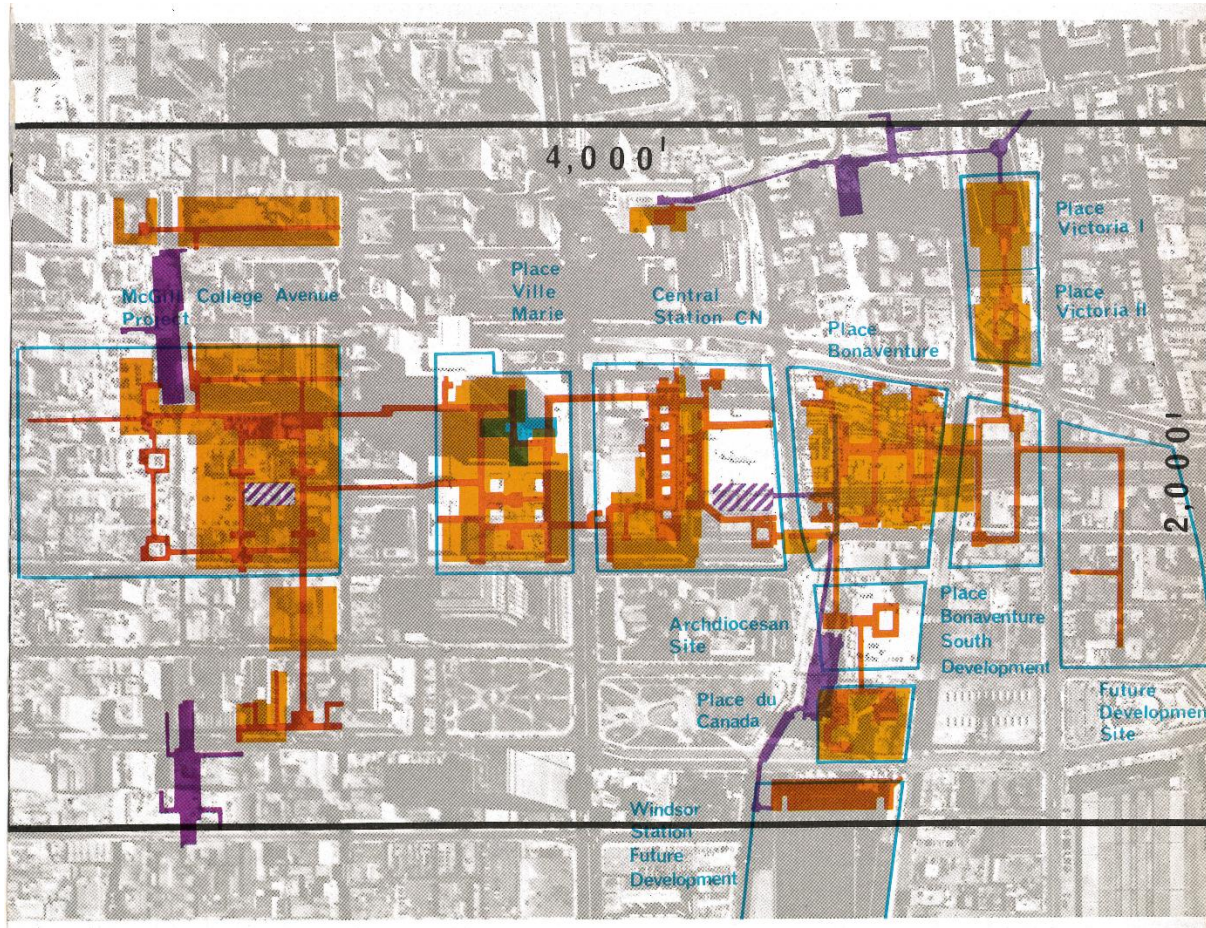 4,000'
Place
Victoria I
Place
Victoria II
McGill College Avenue
Project
Place
Ville
Marie
Central
Station CN
Place
Bonaventure
2,000'
Archdiocesan
Site
Place
Bonaventure
South
Development
Place du
Canada
Future
Development
Site
Windsor
Station
Future
Development